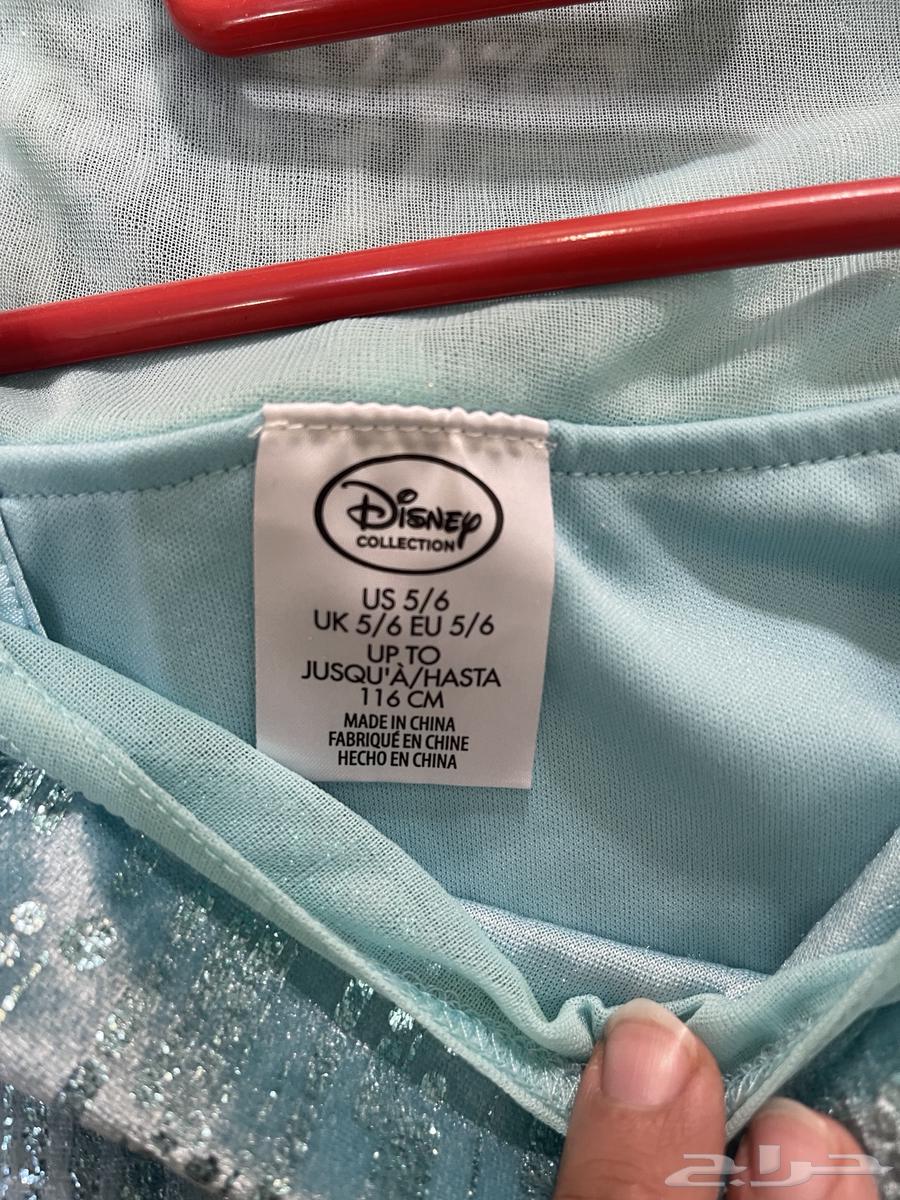 Disney
COLLECTION
US 5/6
UK 5/6 EU 5/6
UP TO
JUSQU'À/HASTA
116 CM
MADE IN CHINA
FABRIQUÉ EN CHINE
HECHO EN CHINA
حراج